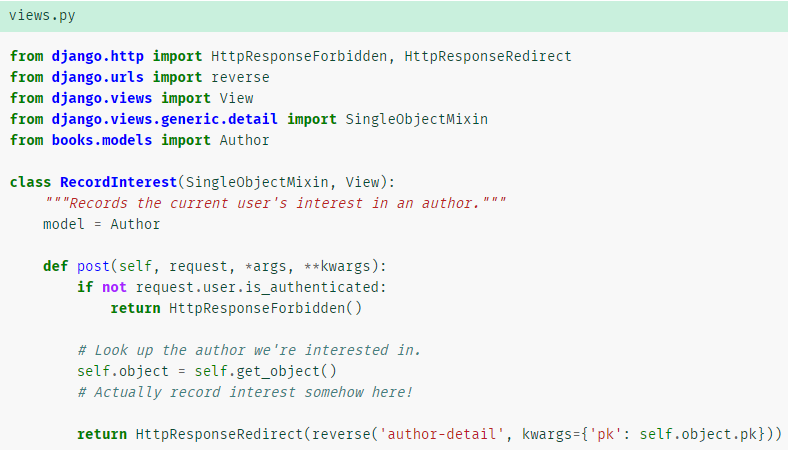 views.py
from django.http import HttpResponseForbidden, HttpResponseRedirect
from django.urls import reverse
from django.views import View
from django.views.generic.detail import SingleObjectMixin
from books.models import Author
class RecordInterest(SingleObjectMixin, View):
"""Records the current user's interest in an author."""
model = Author
def post(self, request, *args, **kwargs):
if not request.user.is_authenticated:
return HttpResponseForbidden()
# Look up the author we're interested in.
self.object = self.get_object()
# Actually record interest somehow here!
return HttpResponseRedirect(reverse('author-detail', kwargs={'pk': self.object.pk}))